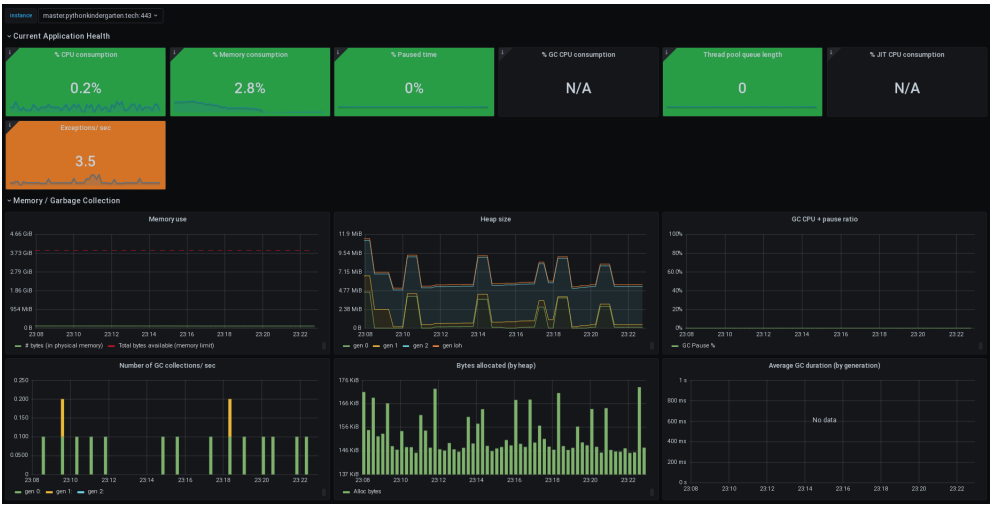 Instance master.pythonkindergarten.tech:443
Current Application Health
% CPU consumption
0.2%
% Memory consumption
2.8%
% Paused time
0%
% GC CPU consumption
N/A
Thread pool queue length
0
% JIT CPU consumption
N/A
Exceptions/ sec
3.5
Memory / Garbage Collection
Memory use
4.66 GiB
3.73 GiB
2.79 GiB
1.86 GiB
954 MiB
0 B
23:08 23:10 23:12 23:14 23:16 23:18 23:20 23:22
# bytes (in physical memory) Total bytes available (memory limit)
Heap size
11.9 MiB
9.54 MiB
7.15 MiB
4.77 MiB
2.38 MiB
0 B
23:08 23:10 23:12 23:14 23:16 23:18 23:20 23:22
gen 0 gen 1 gen 2 gen loh
GC CPU + pause ratio
100%
80%
60.0%
40%
20%
0%
23:08 23:10 23:12 23:14 23:16 23:18 23:20 23:22
GC Pause %
Number of GC collections/ sec
0.250
0.200
0.150
0.100
0.0500
0
23:08 23:10 23:12 23:14 23:16 23:18 23:20 23:22
gen 0 gen 1 gen 2
Bytes allocated (by heap)
176 KiB
166 KiB
156 KiB
146 KiB
137 KiB
23:08 23:10 23:12 23:14 23:16 23:18 23:20 23:22
Alloc bytes
Average GC duration (by generation)
1 s
800 ms
600 ms
400 ms
200 ms
0 s
No data
23:08 23:10 23:12 23:14 23:16 23:18 23:20 23:22